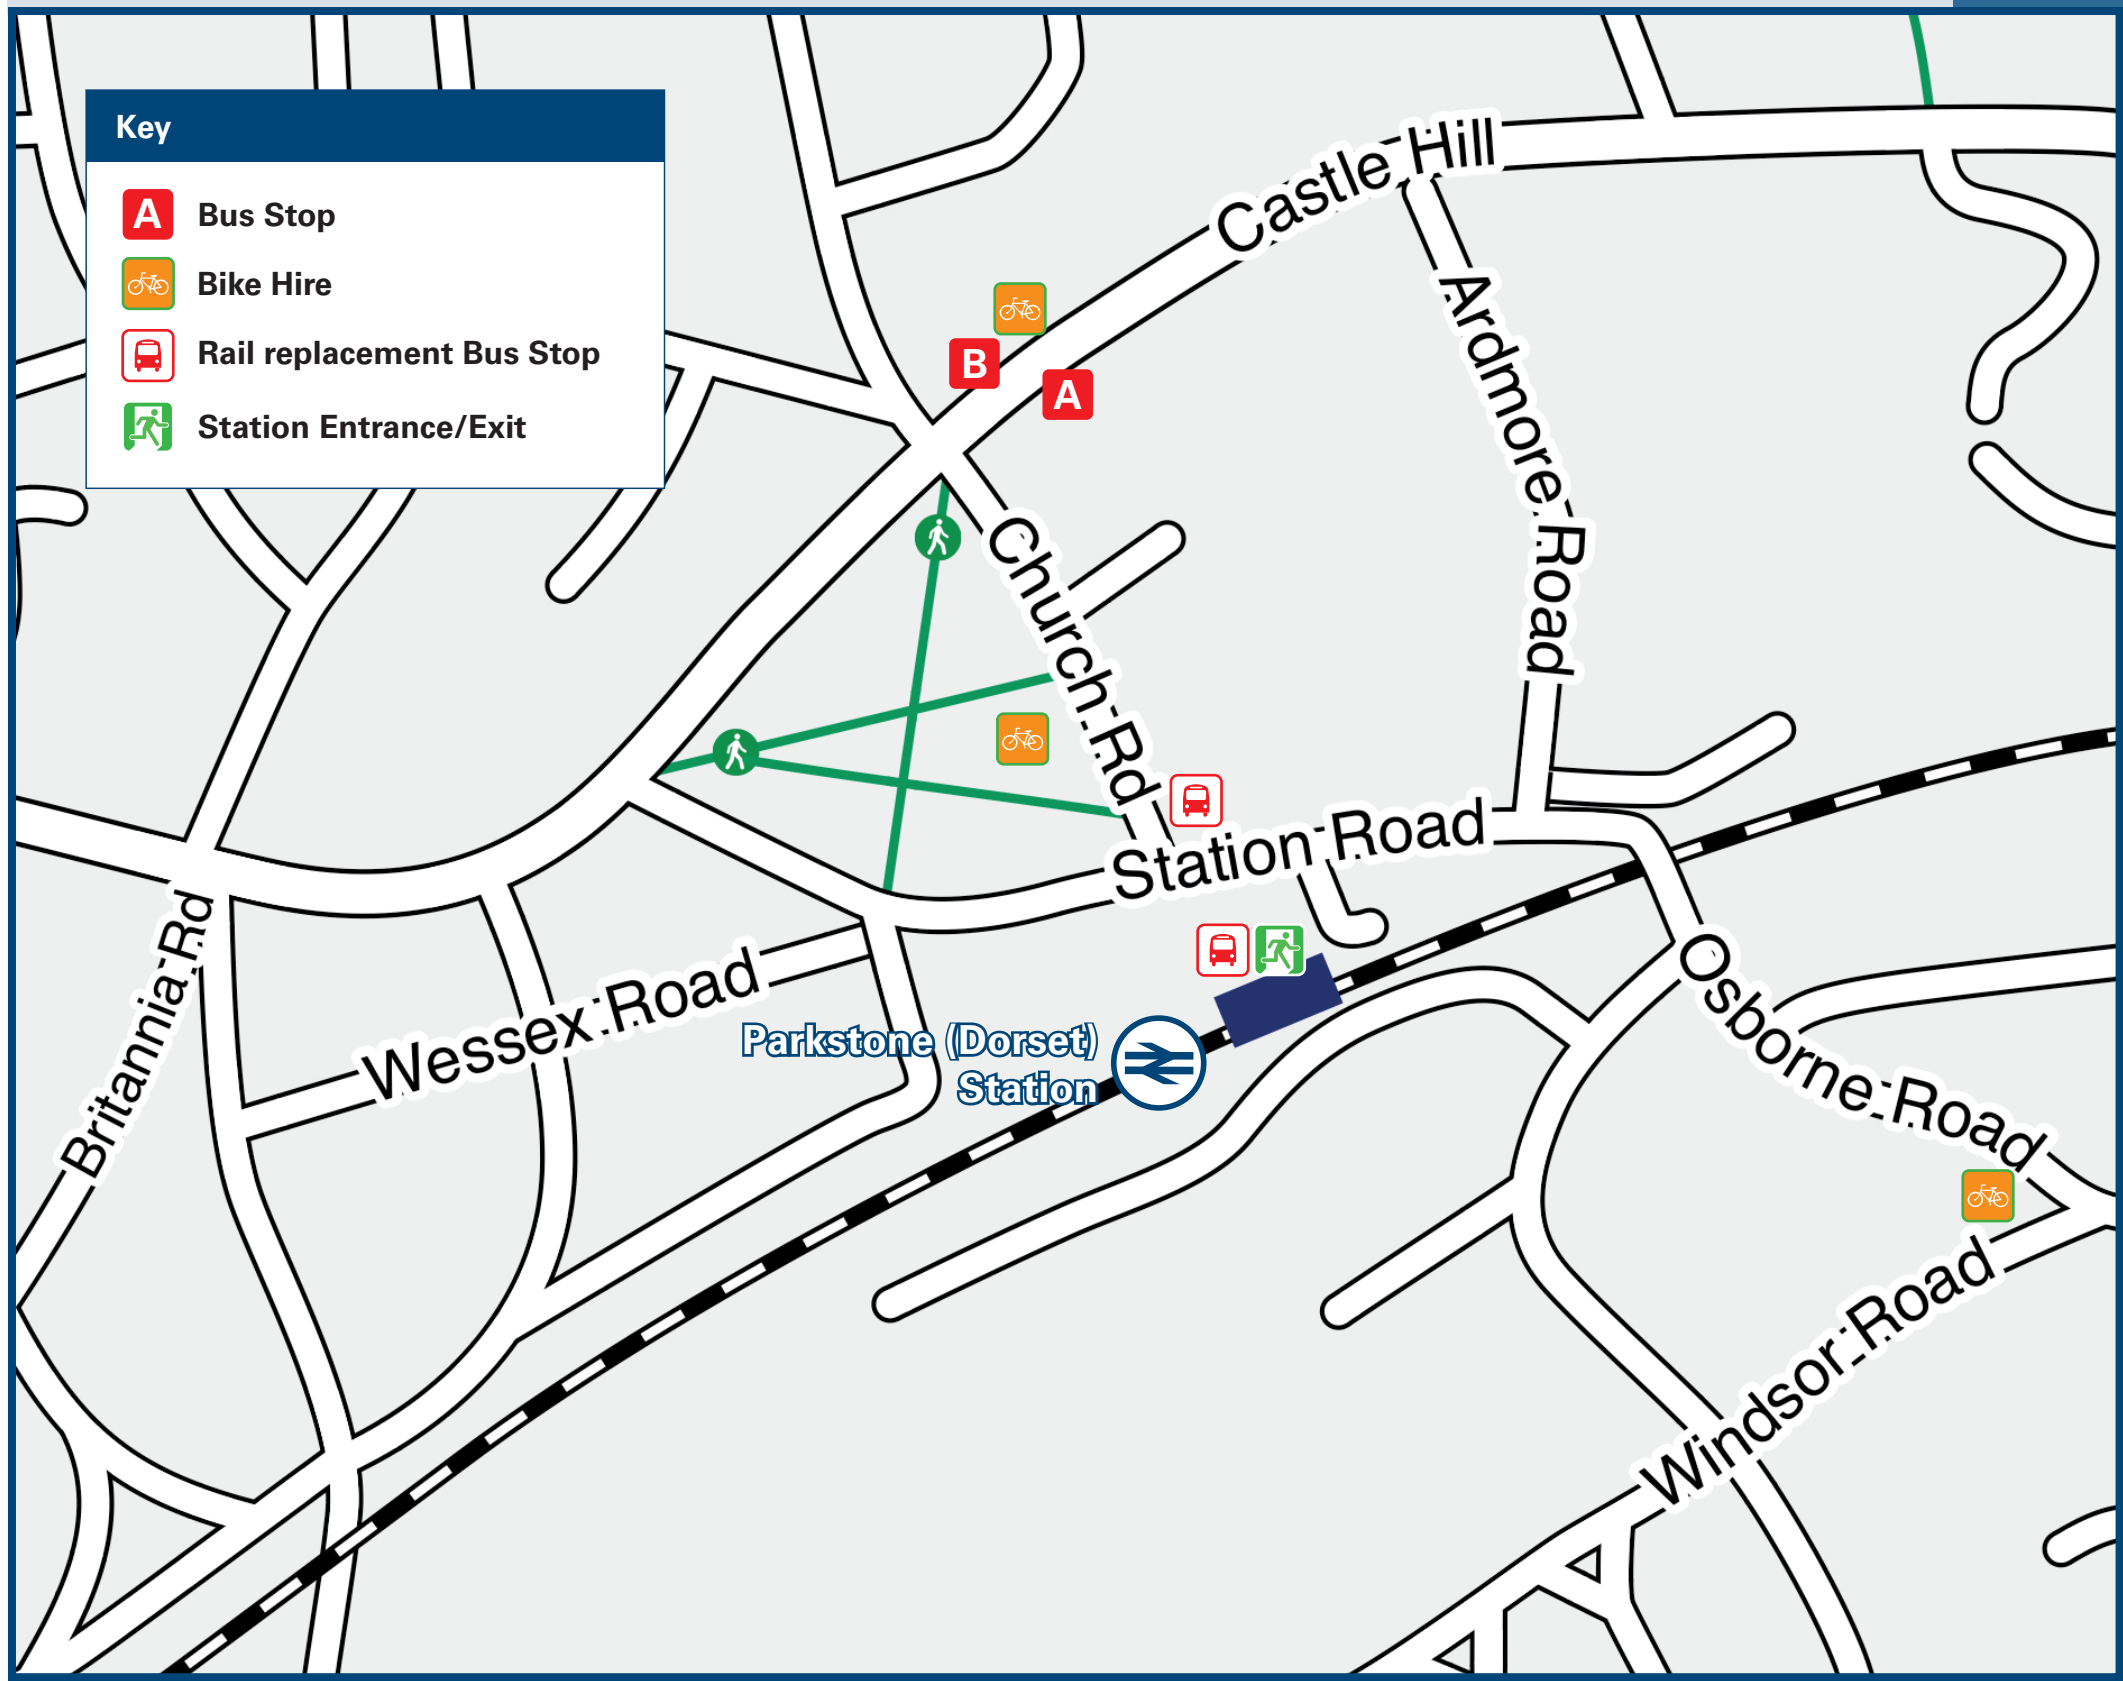 Key
A Bus Stop
Bike Hire
Rail replacement Bus Stop
Station Entrance/Exit
Castle Hill
B
A
Ardmore Road
Church Rd
Station Road
Britannia Rd
Wessex Road
Parkstone (Dorset)
Station
Osborne Road
Windsor Road